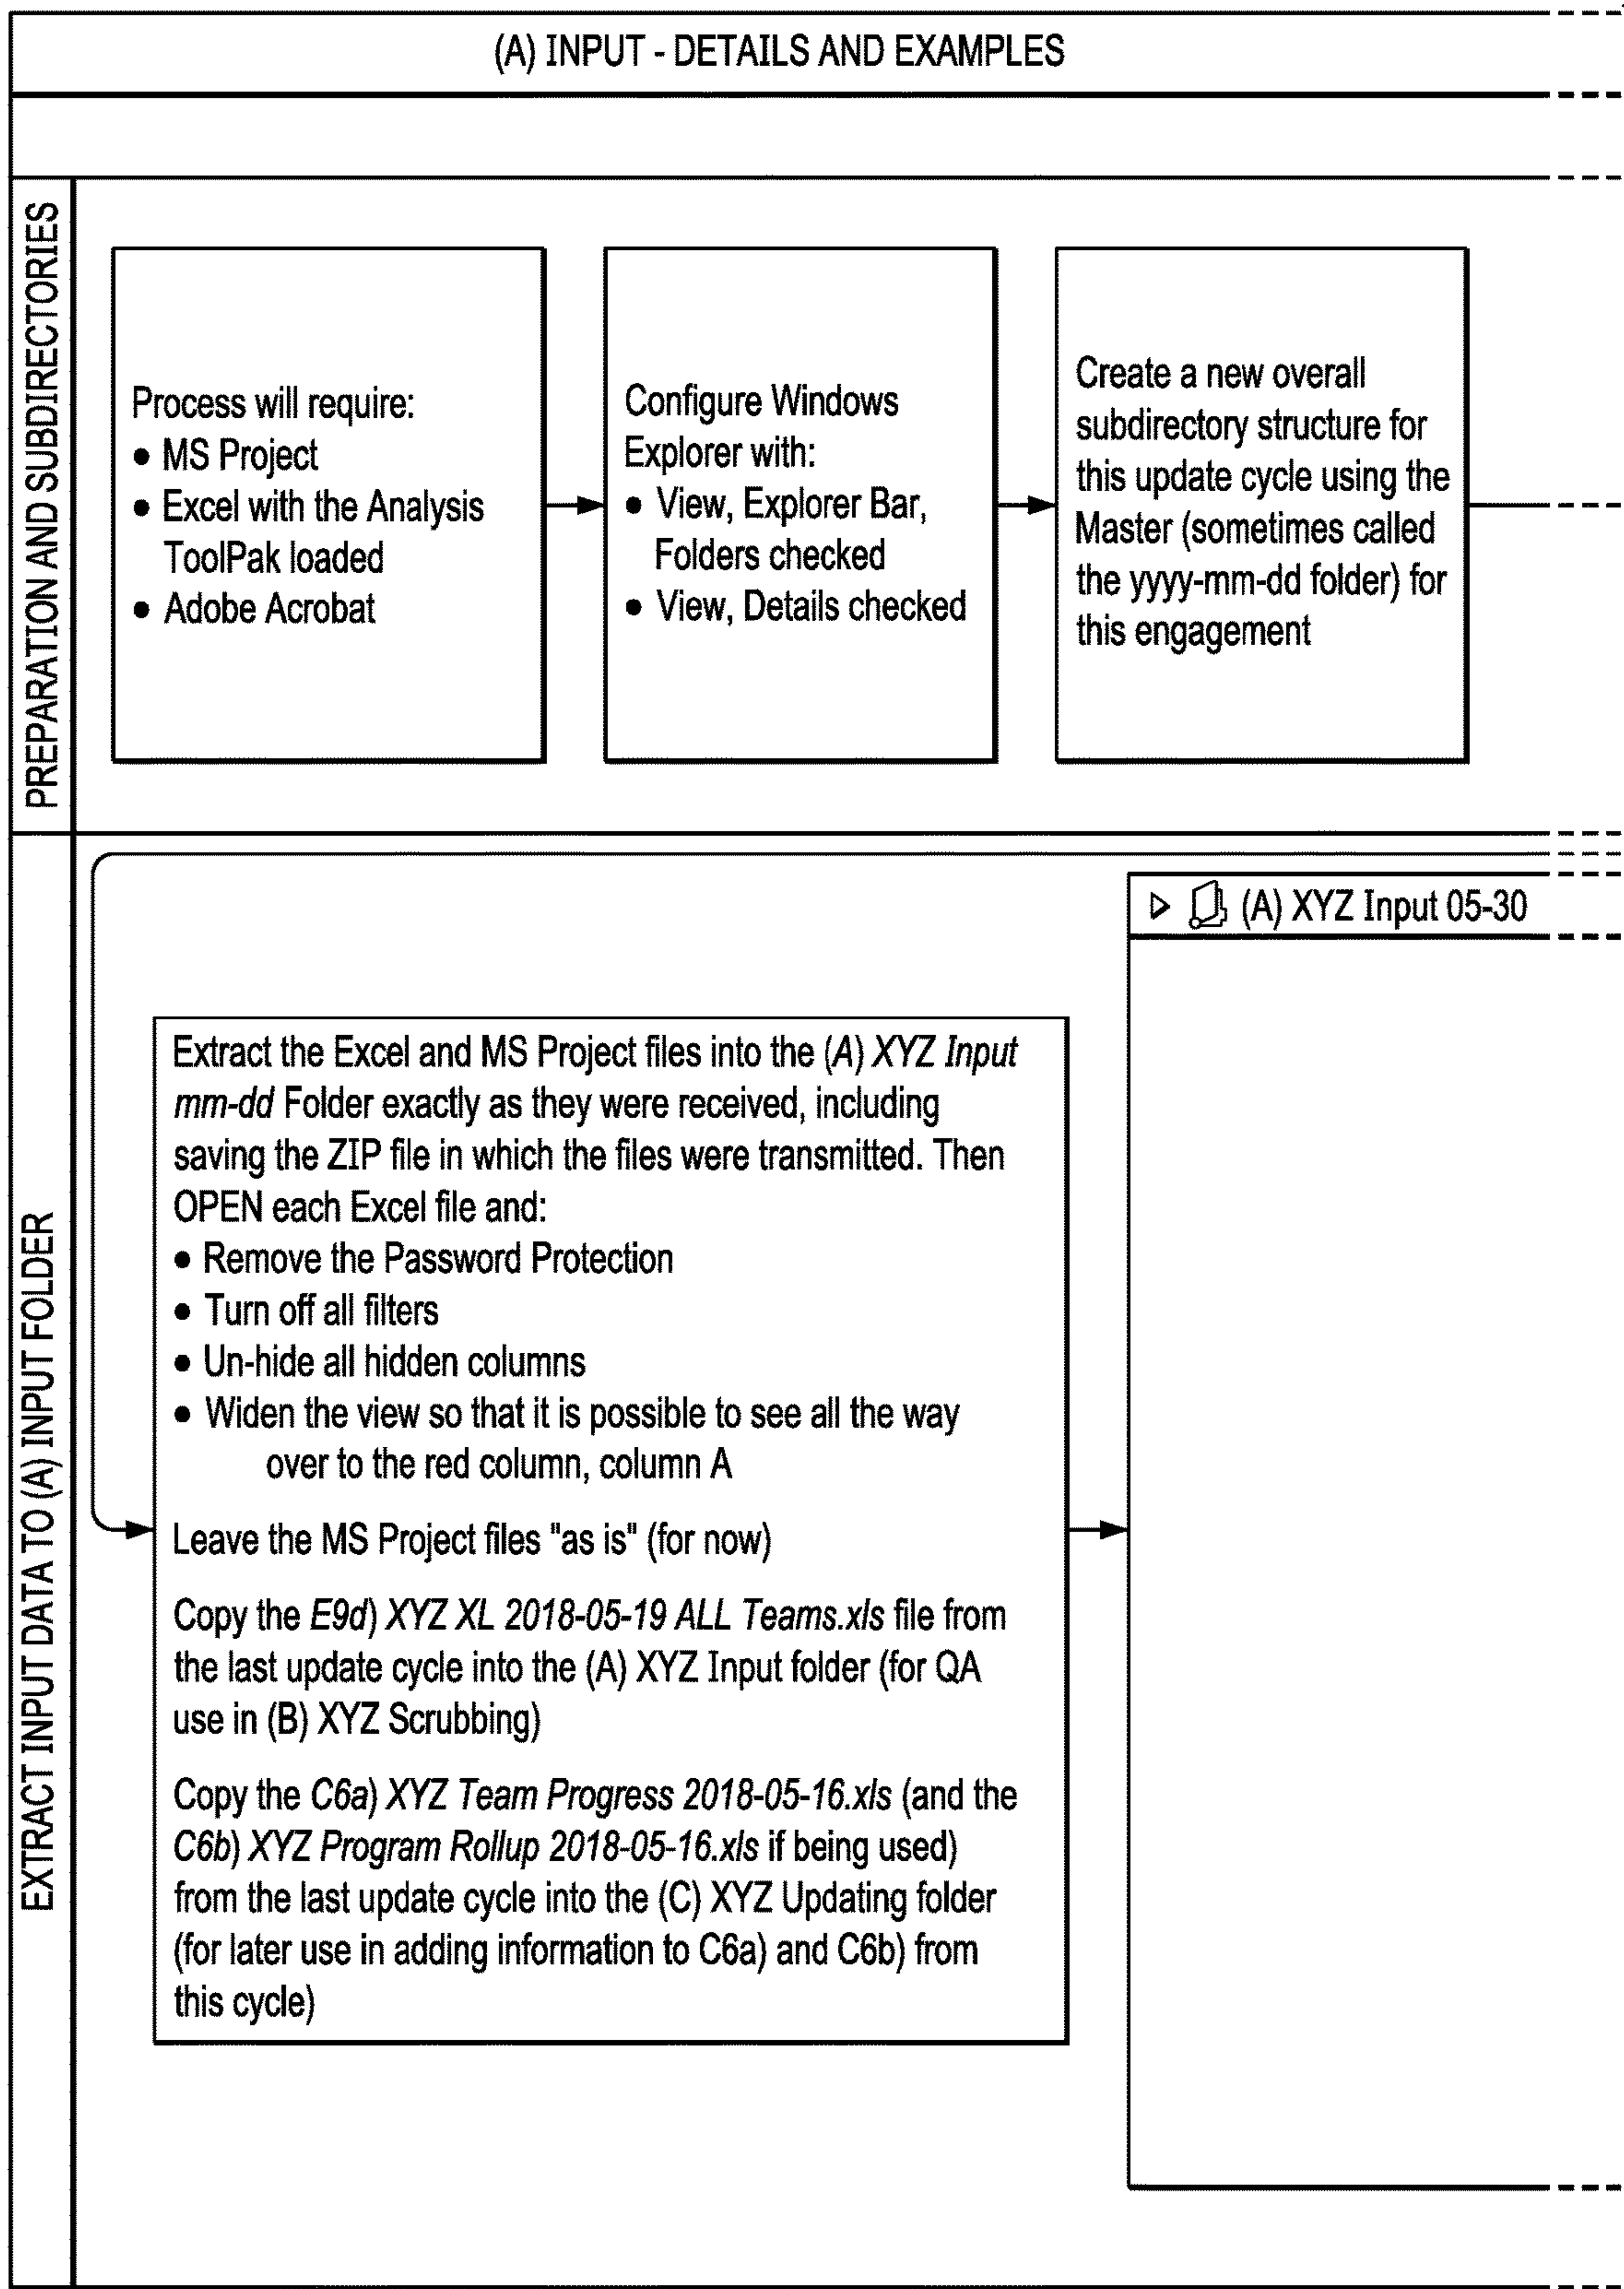 (A) INPUT - DETAILS AND EXAMPLES
PREPARATION AND SUBDIRECTORIES
Process will require:
• MS Project
• Excel with the Analysis
ToolPak loaded
• Adobe Acrobat
Configure Windows
Explorer with:
• View, Explorer Bar,
Folders checked
• View, Details checked
Create a new overall
subdirectory structure for
this update cycle using the
Master (sometimes called
the yyyy-mm-dd folder) for
this engagement
EXTRACT INPUT DATA TO (A) INPUT FOLDER
Extract the Excel and MS Project files into the (A) XYZ Input
mm-dd Folder exactly as they were received, including
saving the ZIP file in which the files were transmitted. Then
OPEN each Excel file and:
• Remove the Password Protection
• Turn off all filters
• Un-hide all hidden columns
• Widen the view so that it is possible to see all the way
over to the red column, column A
Leave the MS Project files "as is" (for now)
Copy the E9d) XYZ XL 2018-05-19 ALL Teams.xls file from
the last update cycle into the (A) XYZ Input folder (for QA
use in (B) XYZ Scrubbing)
Copy the C6a) XYZ Team Progress 2018-05-16.xls (and the
C6b) XYZ Program Rollup 2018-05-16.xls if being used)
from the last update cycle into the (C) XYZ Updating folder
(for later use in adding information to C6a) and C6b) from
this cycle)
(A) XYZ Input 05-30